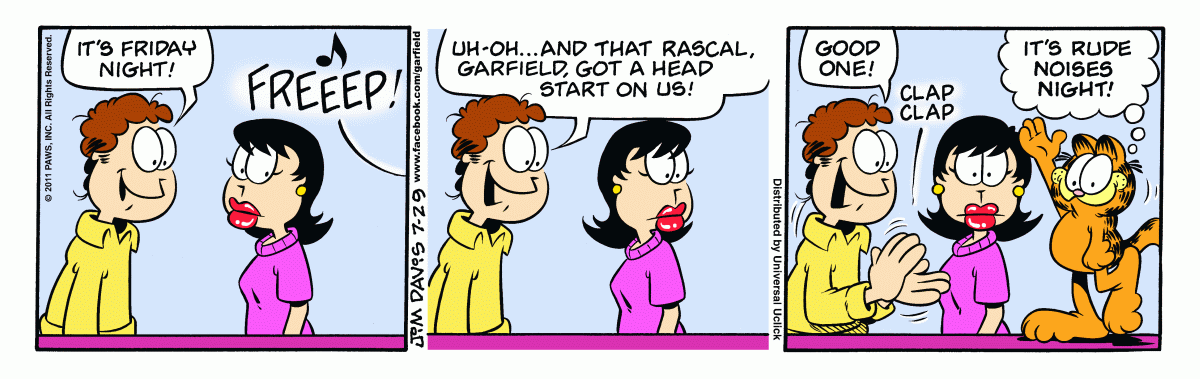 © 2011 PAWS, INC. All Rights Reserved.
IT'S FRIDAY
NIGHT!
FREEEP!
www.facebook.com/garfield
JIM DAVIS 7-29
UH-OH...AND THAT RASCAL,
GARFIELD, GOT A HEAD
START ON US!
Distributed by Universal Uclick
GOOD
ONE!
CLAP
CLAP
IT'S RUDE
NOISES
NIGHT!